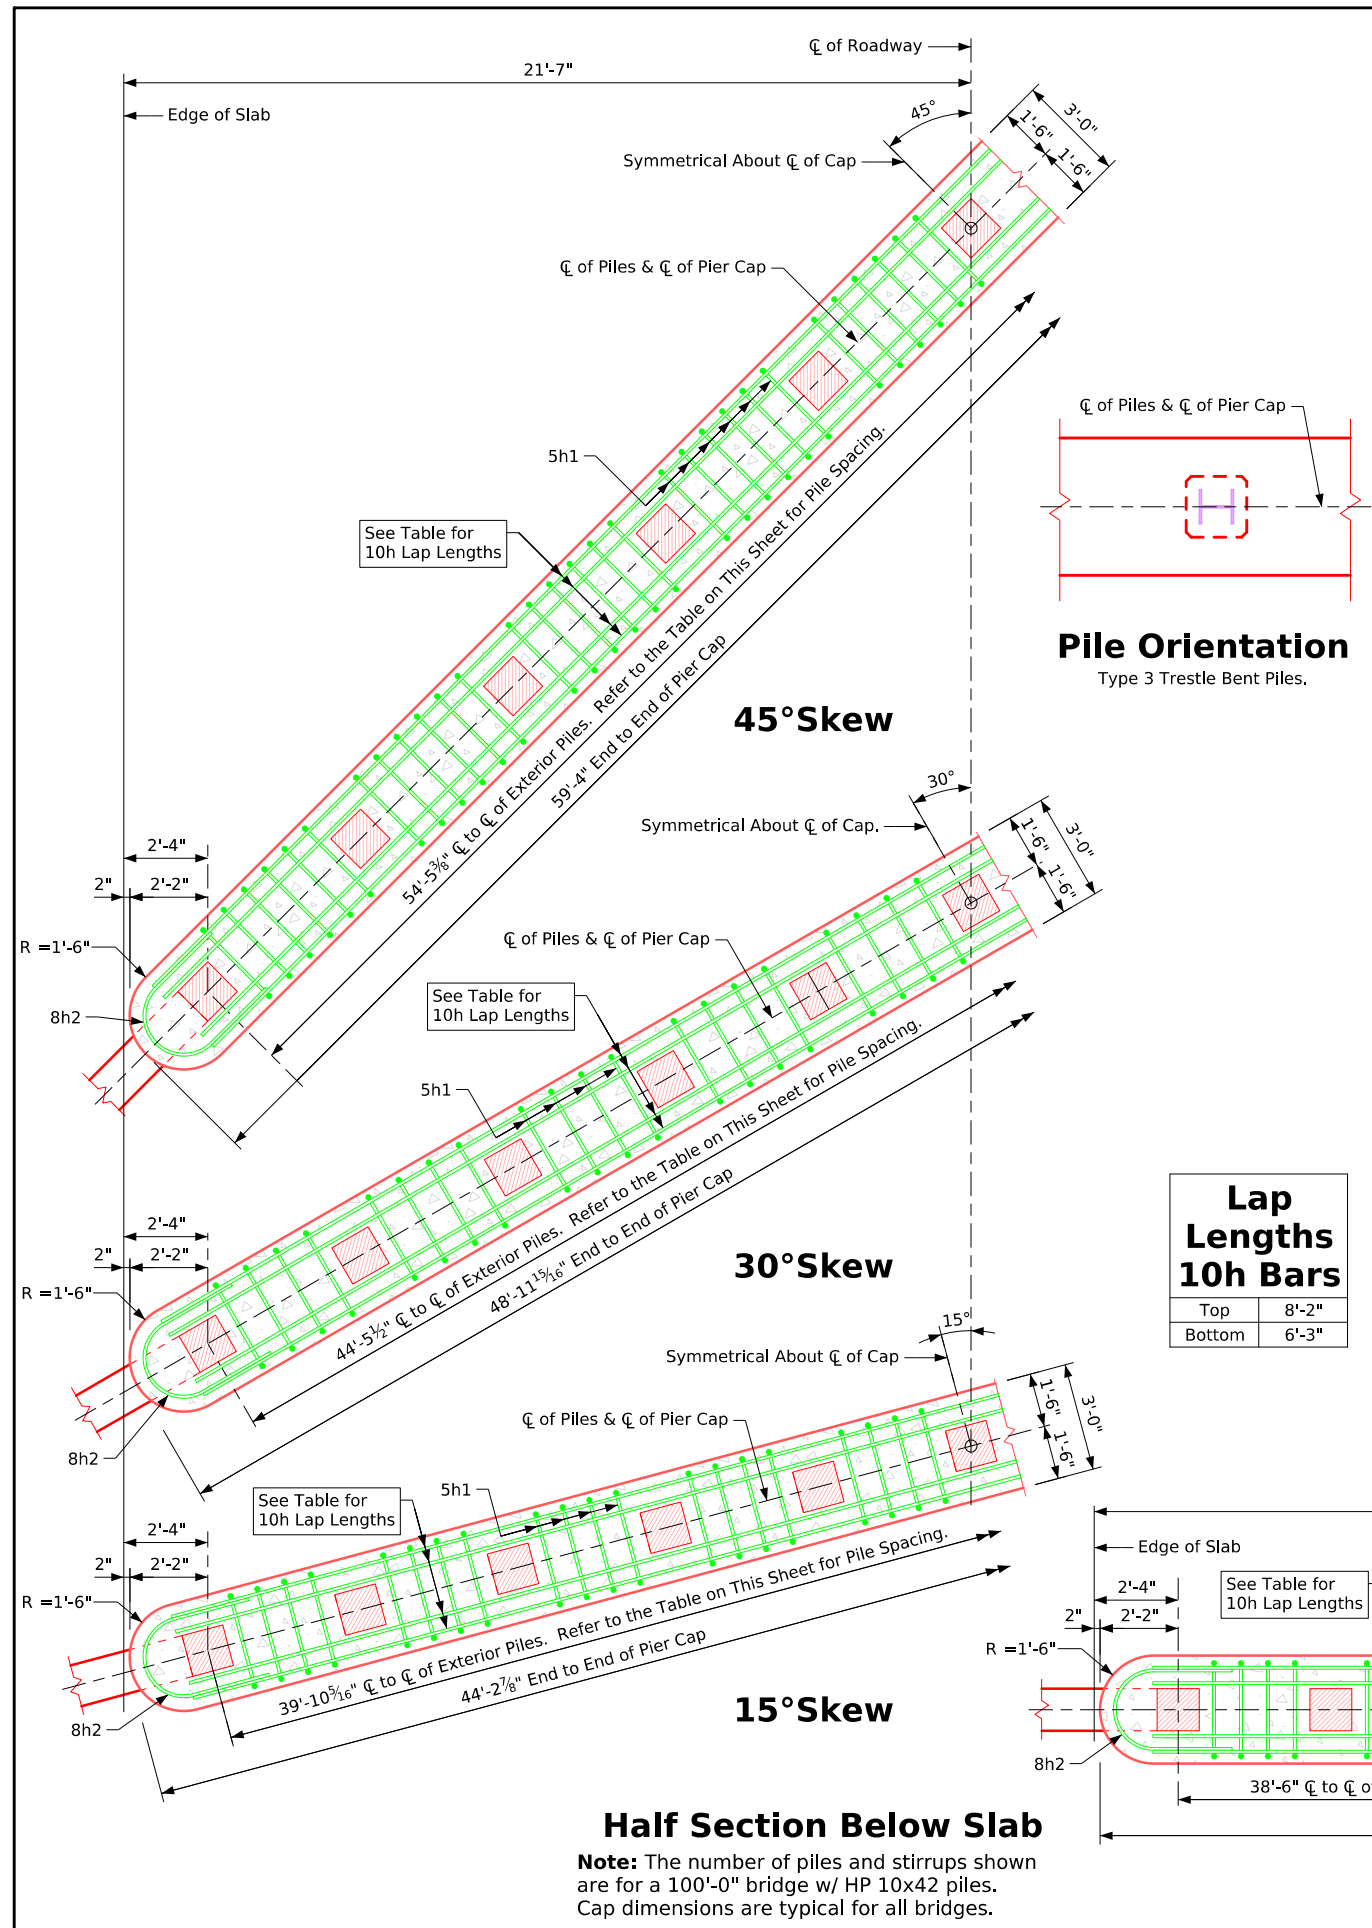 ℄ of Roadway
21'-7"
Edge of Slab
45°
3'-0"
1'-6"
1'-6"
Symmetrical About ℄ of Cap
℄ of Piles & ℄ of Pier Cap
5h1
See Table for
10h Lap Lengths
54'-5⅜" ℄ to ℄ of Exterior Piles. Refer to the Table on This Sheet for Pile Spacing.
59'-4" End to End of Pier Cap
45°Skew
2'-4"
2"
2'-2"
R =1'-6"
8h2
℄ of Piles & ℄ of Pier Cap
Pile Orientation
Type 3 Trestle Bent Piles.
30°
3'-0"
1'-6"
1'-6"
Symmetrical About ℄ of Cap.
℄ of Piles & ℄ of Pier Cap
See Table for
10h Lap Lengths
5h1
44'-5½" ℄ to ℄ of Exterior Piles. Refer to the Table on This Sheet for Pile Spacing.
48'-11¹⁵⁄₁₆" End to End of Pier Cap
30°Skew
2'-4"
2"
2'-2"
R =1'-6"
8h2
Lap
Lengths
10h Bars
Top 8'-2"
Bottom 6'-3"
15°
3'-0"
1'-6"
1'-6"
Symmetrical About ℄ of Cap
℄ of Piles & ℄ of Pier Cap
5h1
See Table for
10h Lap Lengths
39'-10⁵⁄₁₆" ℄ to ℄ of Exterior Piles. Refer to the Table on This Sheet for Pile Spacing.
44'-2⅞" End to End of Pier Cap
15°Skew
2'-4"
2"
2'-2"
R =1'-6"
8h2
Edge of Slab
See Table for
10h Lap Lengths
2'-4"
2"
2'-2"
R =1'-6"
8h2
38'-6" ℄ to ℄ o
Half Section Below Slab
Note: The number of piles and stirrups shown
are for a 100'-0" bridge w/ HP 10x42 piles.
Cap dimensions are typical for all bridges.